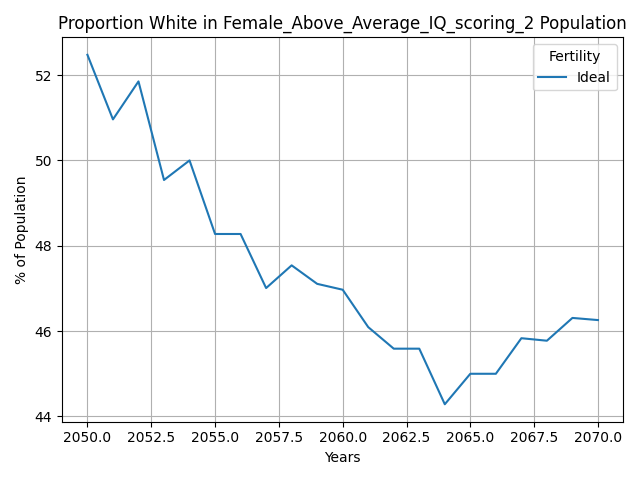 Proportion White in Female_Above_Average_IQ_scoring_2 Population
Fertility
Ideal
% of Population
52
50
48
46
44
2050.0 2052.5 2055.0 2057.5 2060.0 2062.5 2065.0 2067.5 2070.0
Years